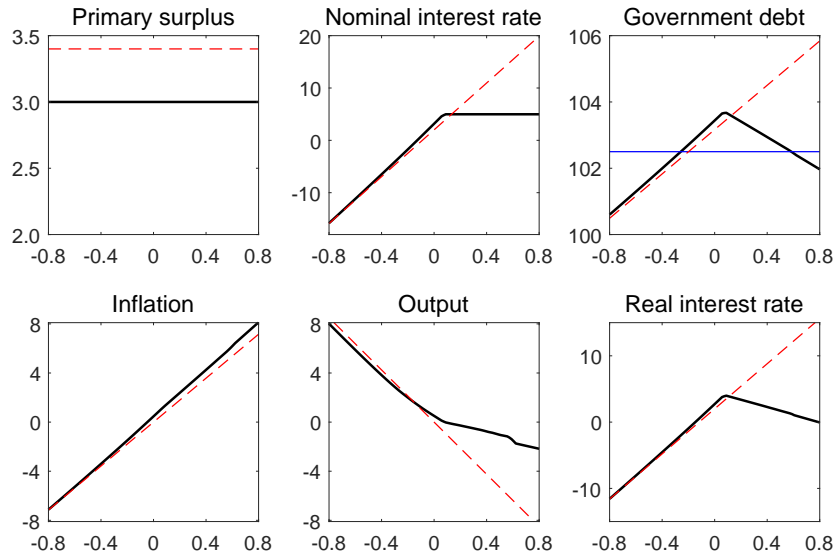 Primary surplus
3.5
3.0
2.5
2.0
-0.8 -0.4 0 0.4 0.8
Nominal interest rate
20
10
0
-10
-0.8 -0.4 0 0.4 0.8
Government debt
106
104
102
100
-0.8 -0.4 0 0.4 0.8
Inflation
8
4
0
-4
-8
-0.8 -0.4 0 0.4 0.8
Output
8
4
0
-4
-8
-0.8 -0.4 0 0.4 0.8
Real interest rate
10
0
-10
-0.8 -0.4 0 0.4 0.8